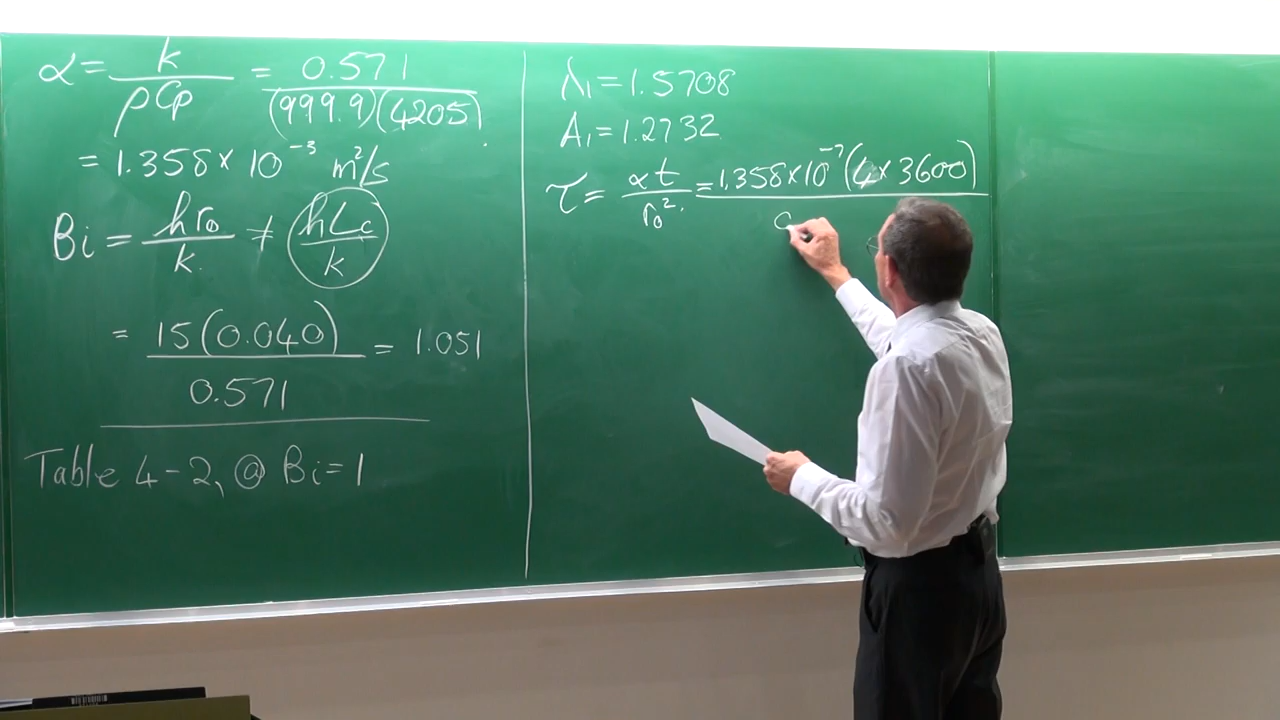 α = k / ρCp = 0.571 / (999.9)(4205)
= 1.358 × 10⁻³ m²/s
Bi = hr₀ / k ≠ hLc / k
= 15(0.040) / 0.571 = 1.051
Table 4-2, @ Bi=1
λ₁ = 1.5708
A₁ = 1.2732
τ = αt / r₀² = 1.358×10⁻⁷(4×3600)